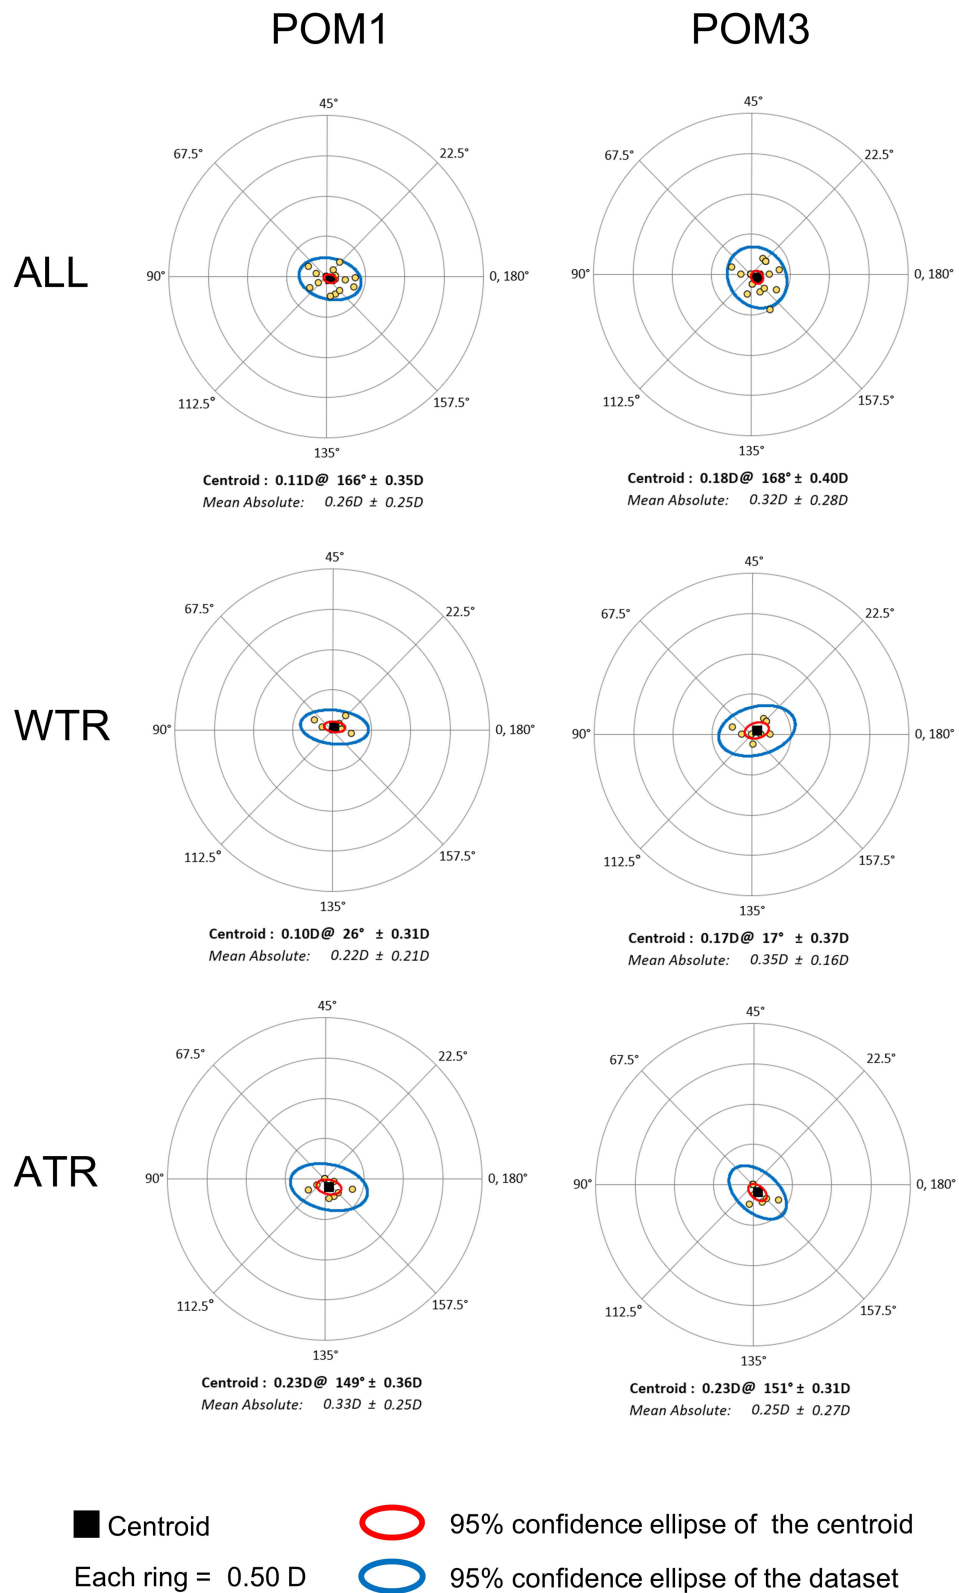 POM1 POM3
ALL
45°
67.5° 22.5°
90° 0, 180°
112.5° 157.5°
135°
Centroid : 0.11D@ 166° ± 0.35D
Mean Absolute: 0.26D ± 0.25D
45°
67.5° 22.5°
90° 0, 180°
112.5° 157.5°
135°
Centroid : 0.18D@ 168° ± 0.40D
Mean Absolute: 0.32D ± 0.28D
WTR
45°
67.5° 22.5°
90° 0, 180°
112.5° 157.5°
135°
Centroid : 0.10D@ 26° ± 0.31D
Mean Absolute: 0.22D ± 0.21D
45°
67.5° 22.5°
90° 0, 180°
112.5° 157.5°
135°
Centroid : 0.17D@ 17° ± 0.37D
Mean Absolute: 0.35D ± 0.16D
ATR
45°
67.5° 22.5°
90° 0, 180°
112.5° 157.5°
135°
Centroid : 0.23D@ 149° ± 0.36D
Mean Absolute: 0.33D ± 0.25D
45°
67.5° 22.5°
90° 0, 180°
112.5° 157.5°
135°
Centroid : 0.23D@ 151° ± 0.31D
Mean Absolute: 0.25D ± 0.27D
Centroid 95% confidence ellipse of the centroid
Each ring = 0.50 D 95% confidence ellipse of the dataset